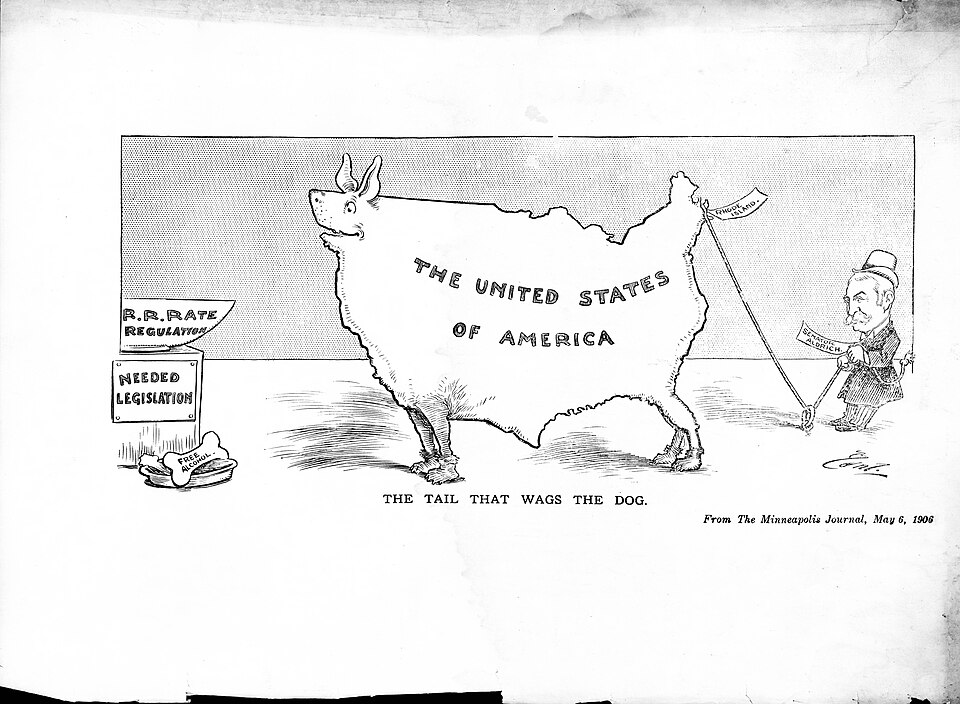 R.R. RATE
REGULATION
NEEDED
LEGISLATION
FREE
ALCOHOL.
THE UNITED STATES
OF AMERICA
RHODE
ISLAND.
SENATOR
ALDRICH.
THE TAIL THAT WAGS THE DOG.
From The Minneapolis Journal, May 6, 1906